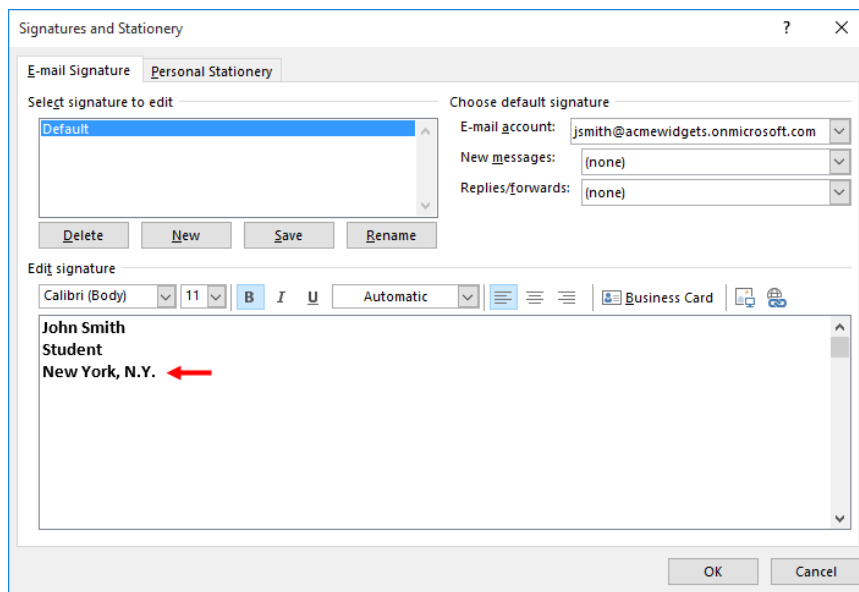 Signatures and Stationery ? X
E-mail Signature Personal Stationery
Select signature to edit
Default
Delete New Save Rename
Choose default signature
E-mail account: jsmith@acmewidgets.onmicrosoft.com
New messages: (none)
Replies/forwards: (none)
Edit signature
Calibri (Body) 11 B I U Automatic Business Card
John Smith
Student
New York, N.Y.
OK Cancel